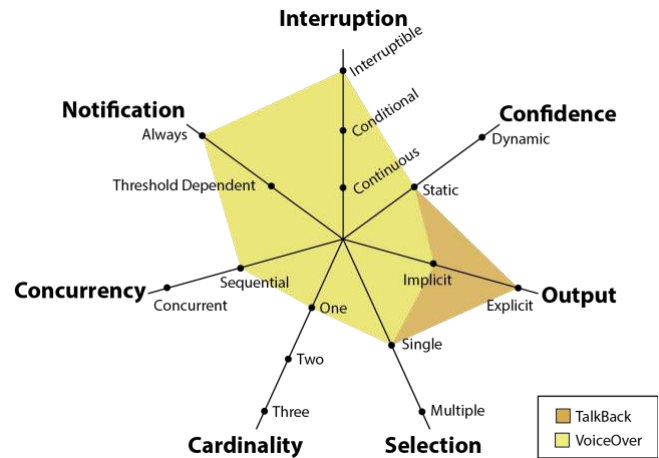 Interruption
Interruptible
Conditional
Continuous
Notification
Always
Threshold Dependent
Confidence
Dynamic
Static
Concurrency
Concurrent
Sequential
Implicit
Explicit
Output
One
Two
Three
Cardinality
Single
Multiple
Selection
TalkBack
VoiceOver